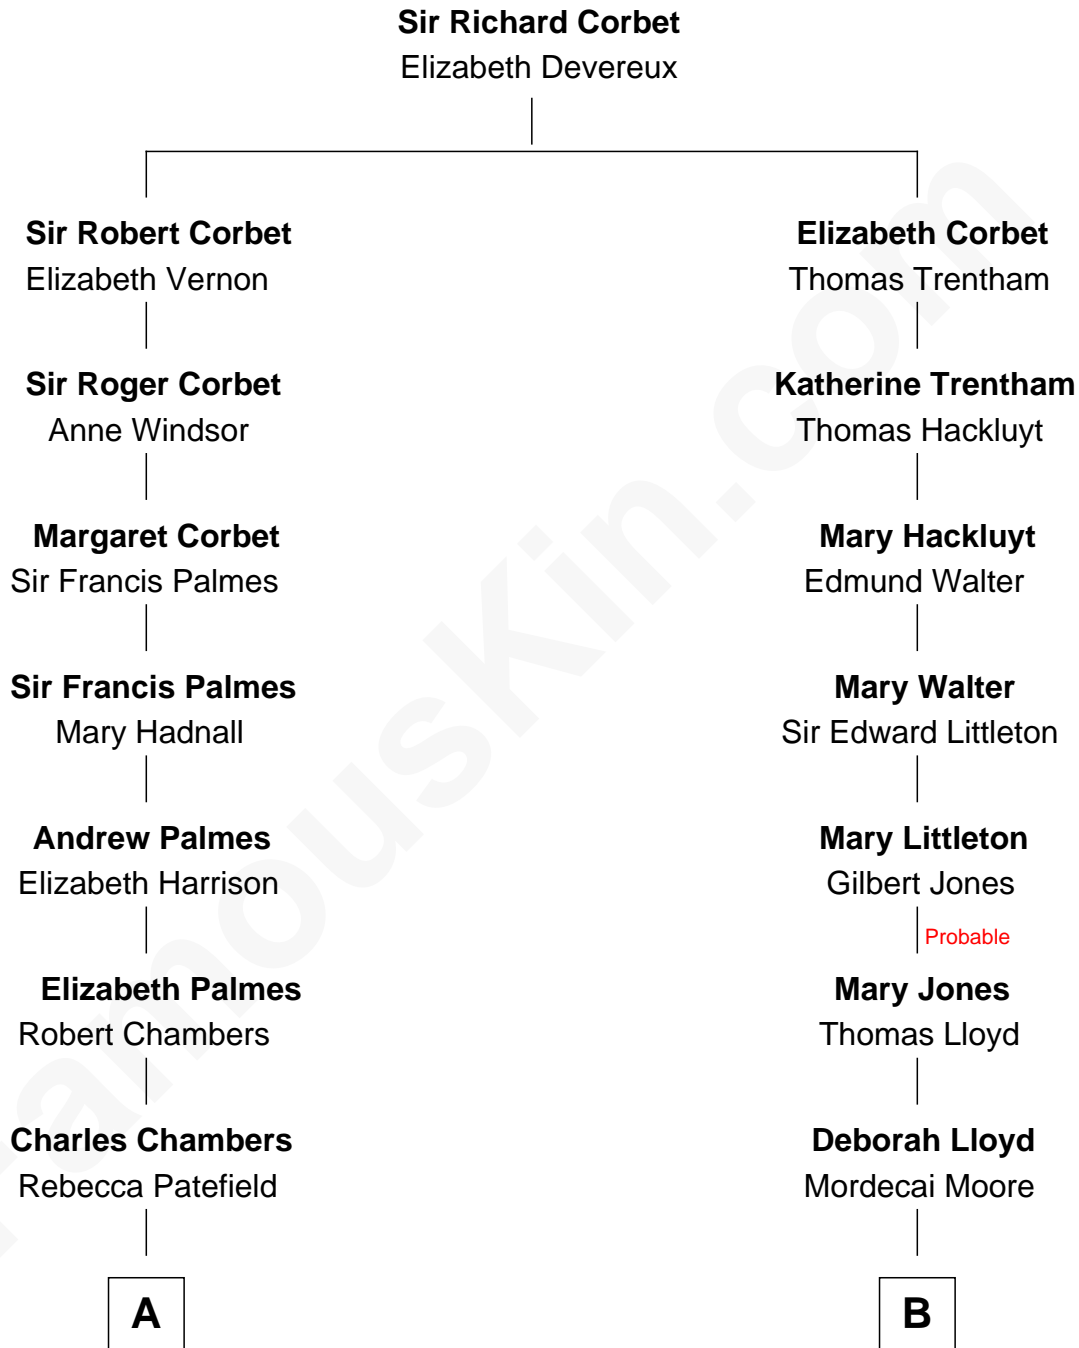 Sir Richard Corbet
Elizabeth Devereux
Sir Robert Corbet
Elizabeth Vernon
Elizabeth Corbet
Thomas Trentham
Sir Roger Corbet
Anne Windsor
Katherine Trentham
Thomas Hackluyt
Margaret Corbet
Sir Francis Palmes
Mary Hackluyt
Edmund Walter
Sir Francis Palmes
Mary Hadnall
Mary Walter
Sir Edward Littleton
Andrew Palmes
Elizabeth Harrison
Mary Littleton
Gilbert Jones
Probable
Elizabeth Palmes
Robert Chambers
Mary Jones
Thomas Lloyd
Charles Chambers
Rebecca Patefield
Deborah Lloyd
Mordecai Moore
A
B
FamousKin.com